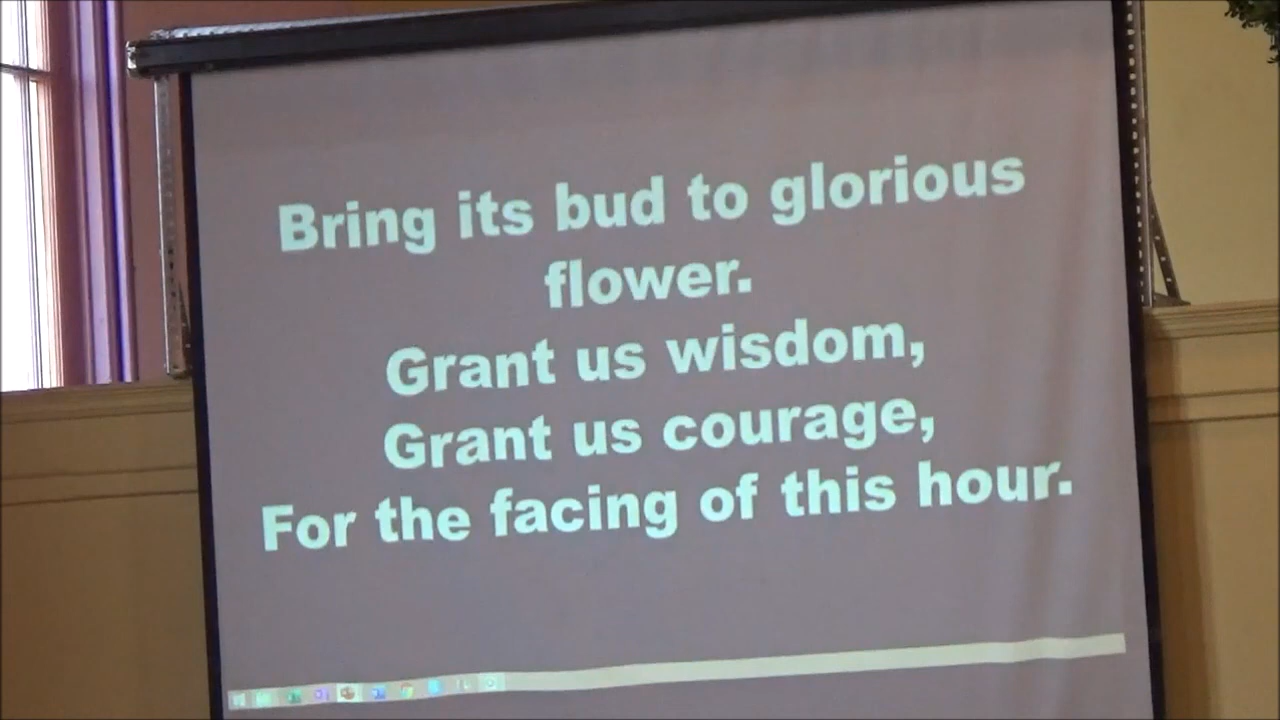 Bring its bud to glorious
flower.
Grant us wisdom,
Grant us courage,
For the facing of this hour.